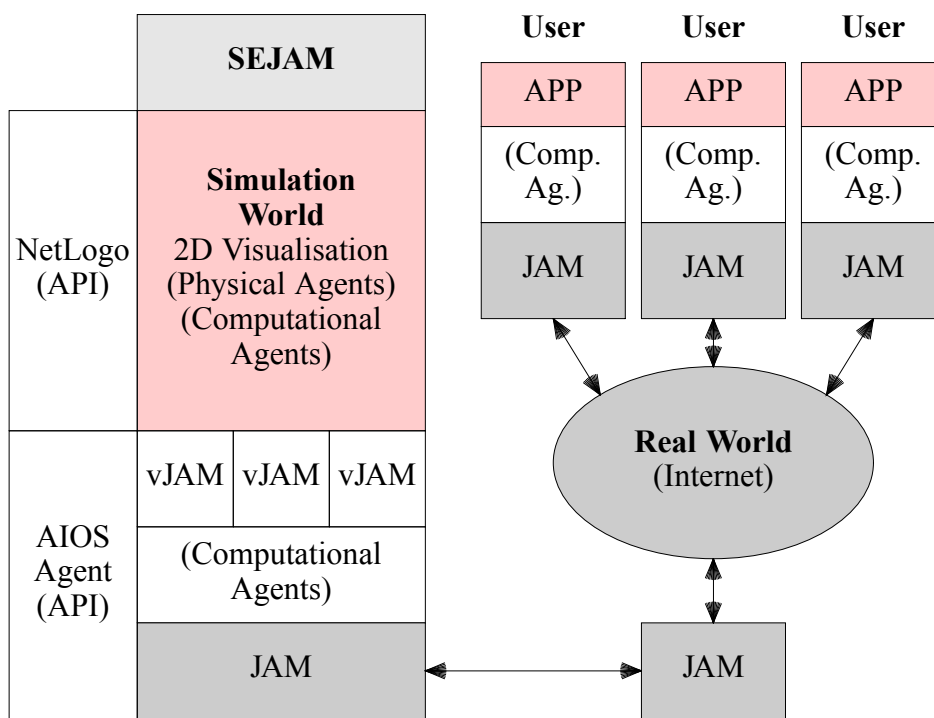 SEJAM
NetLogo
(API)
Simulation
World
2D Visualisation
(Physical Agents)
(Computational
Agents)
AIOS
Agent
(API)
vJAM
vJAM
vJAM
(Computational
Agents)
JAM
User
User
User
APP
APP
APP
(Comp.
Ag.)
(Comp.
Ag.)
(Comp.
Ag.)
JAM
JAM
JAM
Real World
(Internet)
JAM